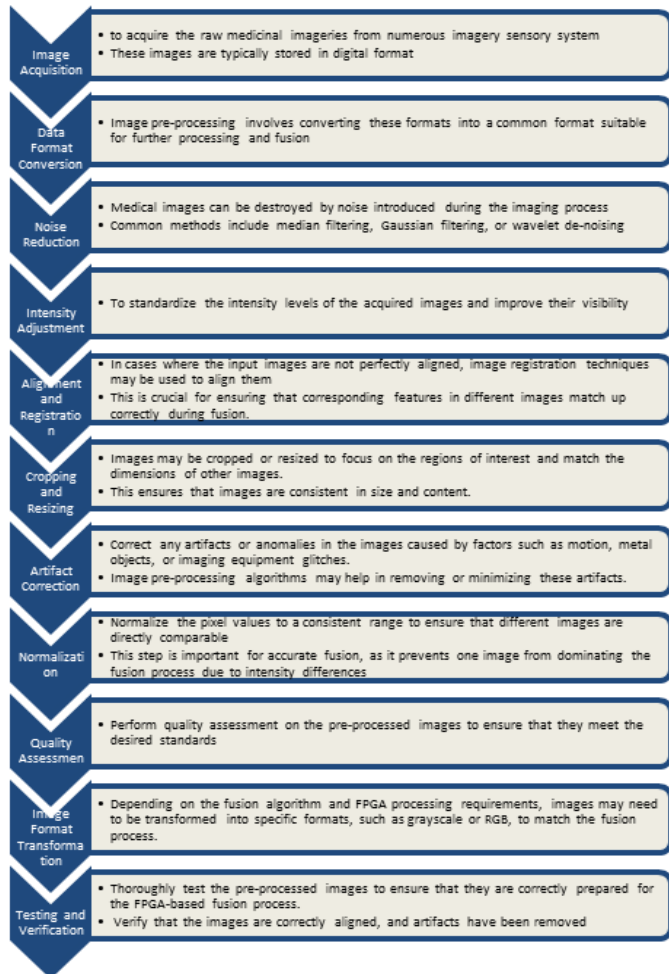 Image
Acquisition
• to acquire the raw medicinal imageries from numerous imagery sensory system
• These images are typically stored in digital format
Data
Format
Conversion
• Image pre-processing involves converting these formats into a common format suitable
for further processing and fusion
Noise
Reduction
• Medical images can be destroyed by noise introduced during the imaging process
• Common methods include median filtering, Gaussian filtering, or wavelet de-noising
Intensity
Adjustment
• To standardize the intensity levels of the acquired images and improve their visibility
Alignment
and
Registratio
n
• In cases where the input images are not perfectly aligned, image registration techniques
may be used to align them
• This is crucial for ensuring that corresponding features in different images match up
correctly during fusion.
Cropping
and
Resizing
• Images may be cropped or resized to focus on the regions of interest and match the
dimensions of other images.
• This ensures that images are consistent in size and content.
Artifact
Correction
• Correct any artifacts or anomalies in the images caused by factors such as motion, metal
objects, or imaging equipment glitches.
• Image pre-processing algorithms may help in removing or minimizing these artifacts.
Normalizati
on
• Normalize the pixel values to a consistent range to ensure that different images are
directly comparable
• This step is important for accurate fusion, as it prevents one image from dominating the
fusion process due to intensity differences
Quality
Assessmen
• Perform quality assessment on the pre-processed images to ensure that they meet the
desired standards
Image
Format
Transforma
tion
• Depending on the fusion algorithm and FPGA processing requirements, images may need
to be transformed into specific formats, such as grayscale or RGB, to match the fusion
process.
Testing and
Verification
• Thoroughly test the pre-processed images to ensure that they are correctly prepared for
the FPGA-based fusion process.
• Verify that the images are correctly aligned, and artifacts have been removed